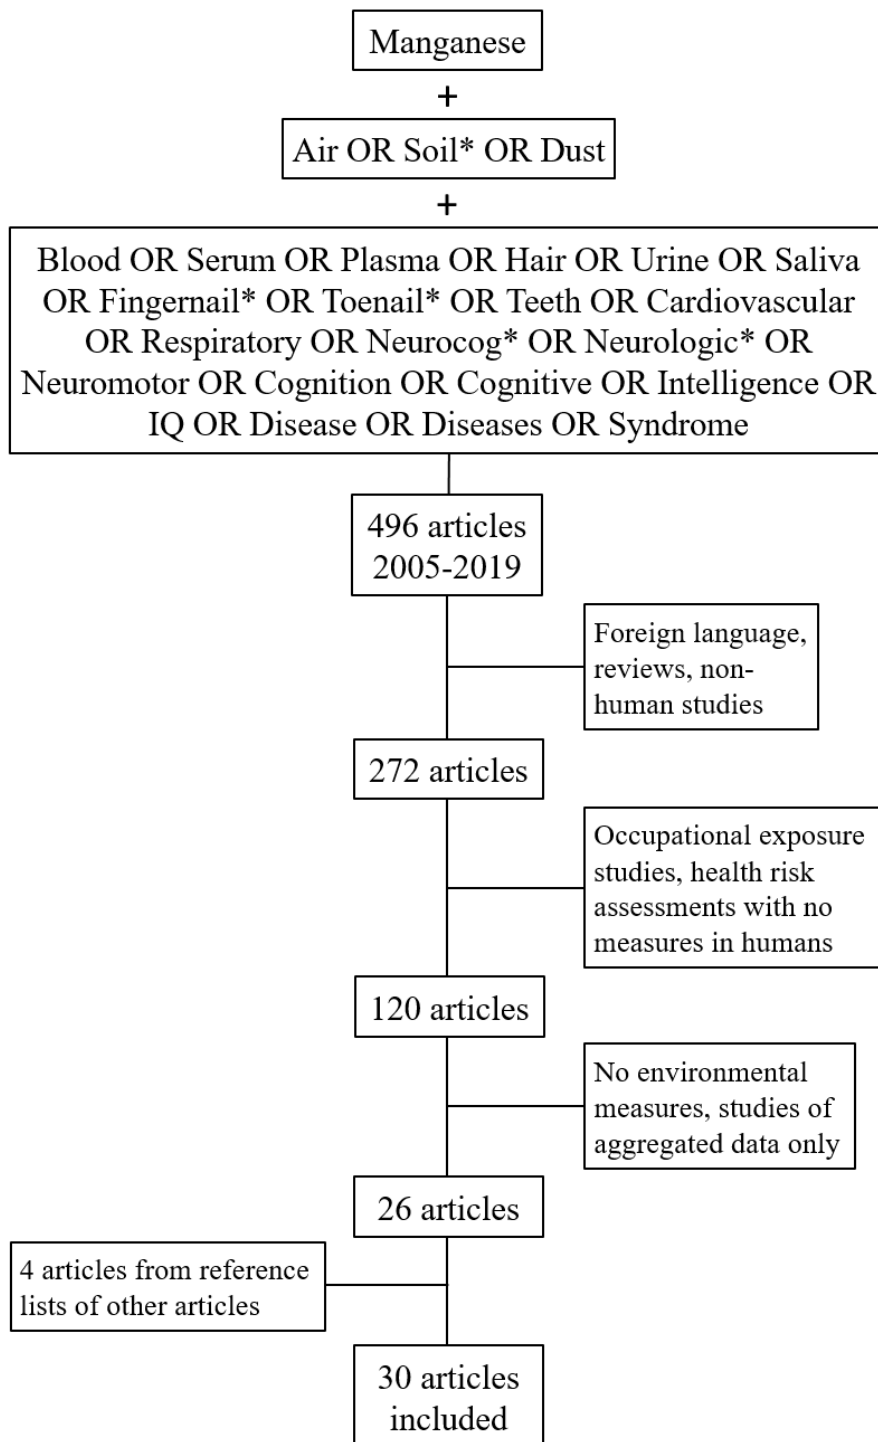 Manganese
+
Air OR Soil* OR Dust
+
Blood OR Serum OR Plasma OR Hair OR Urine OR Saliva
OR Fingernail* OR Toenail* OR Teeth OR Cardiovascular
OR Respiratory OR Neurocog* OR Neurologic* OR
Neuromotor OR Cognition OR Cognitive OR Intelligence OR
IQ OR Disease OR Diseases OR Syndrome
496 articles
2005-2019
Foreign language,
reviews, non-
human studies
272 articles
Occupational exposure
studies, health risk
assessments with no
measures in humans
120 articles
No environmental
measures, studies of
aggregated data only
26 articles
4 articles from reference
lists of other articles
30 articles
included